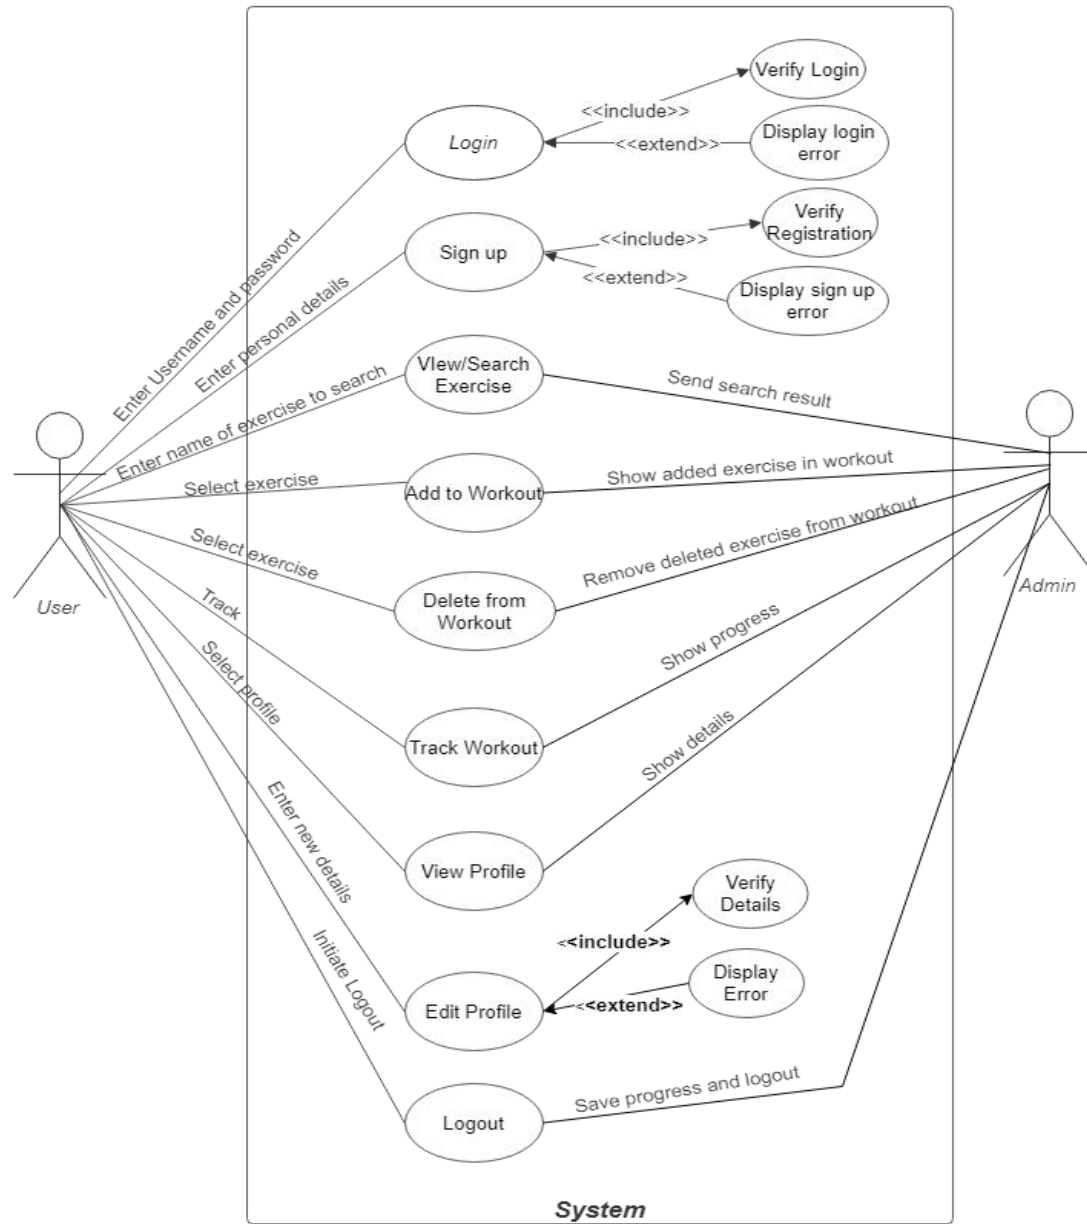 Verify Login
<<include>>
Login
<<extend>>
Display login
error
Enter Username and password
Verify
Registration
<<include>>
Sign up
<<extend>>
Display sign up
error
Enter personal details
VIew/Search
Exercise
Send search result
Enter name of exercise to search
Select exercise
Add to Workout
Show added exercise in workout
Select exercise
Delete from
Workout
Remove deleted exercise from workout
User
Admin
Track
Track Workout
Show progress
Select profile
View Profile
Show details
Verify
Details
<<include>>
Enter new details
Edit Profile
<<extend>>
Display
Error
Initiate Logout
Logout
Save progress and logout
System